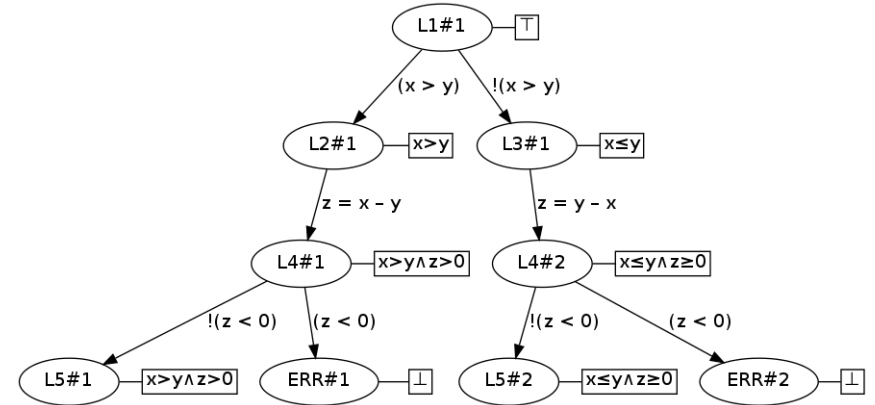 L1#1 ⊤
(x > y) !(x > y)
L2#1 x>y L3#1 x≤y
z = x – y z = y – x
L4#1 x>y∧z>0 L4#2 x≤y∧z≥0
!(z < 0) (z < 0) !(z < 0) (z < 0)
L5#1 x>y∧z>0 ERR#1 ⊥ L5#2 x≤y∧z≥0 ERR#2 ⊥